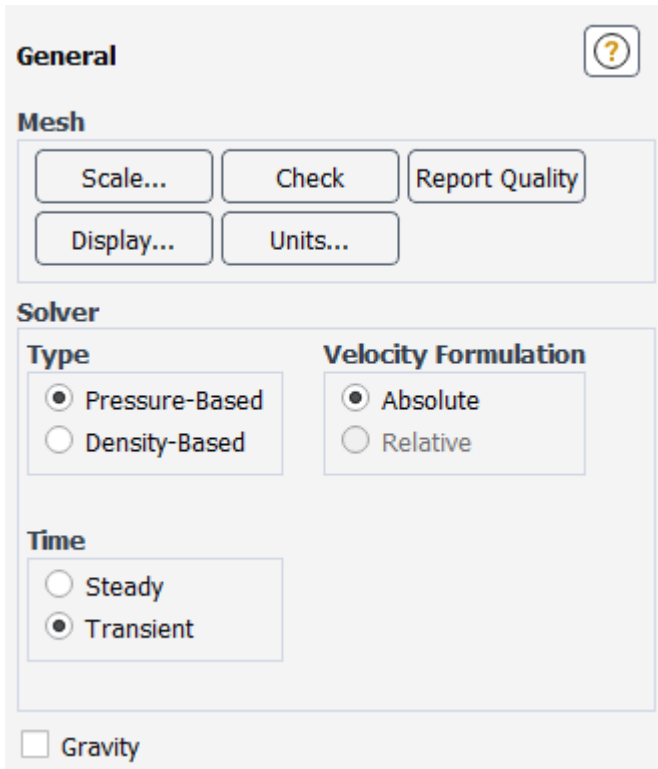 General
?
Mesh
Scale...
Check
Report Quality
Display...
Units...
Solver
Type
Pressure-Based
Density-Based
Velocity Formulation
Absolute
Relative
Time
Steady
Transient
Gravity